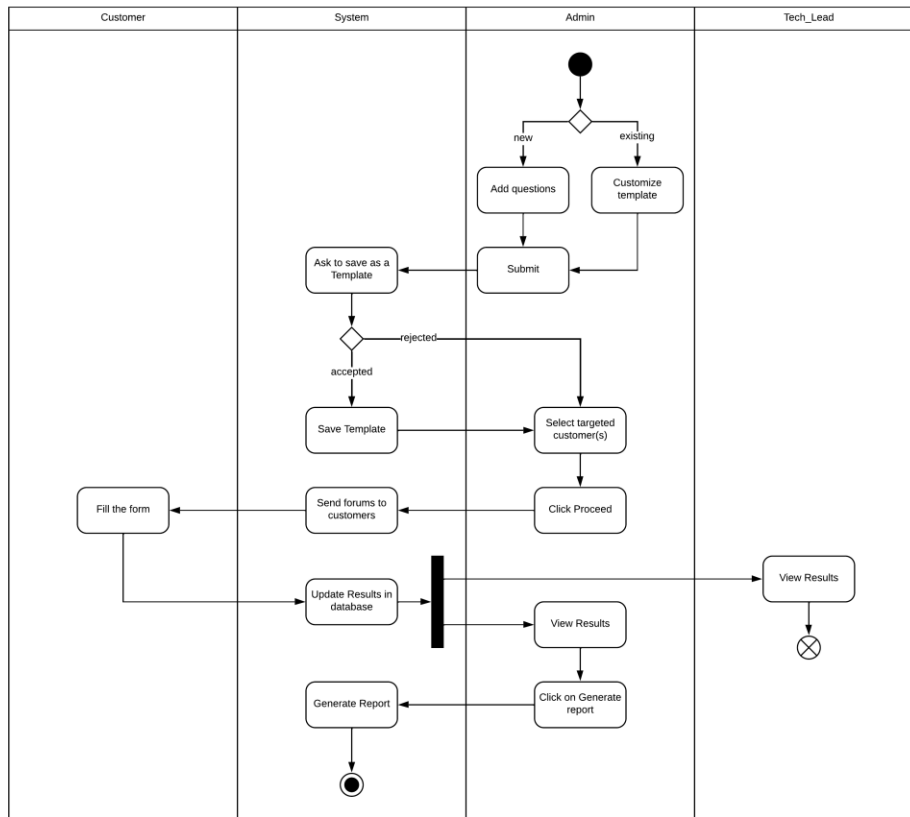 Customer
System
Admin
Tech_Lead
new
existing
Add questions
Customize
template
Ask to save as a
Template
Submit
rejected
accepted
Save Template
Select targeted
customer(s)
Fill the form
Send forums to
customers
Click Proceed
Update Results in
database
View Results
View Results
Generate Report
Click on Generate
report